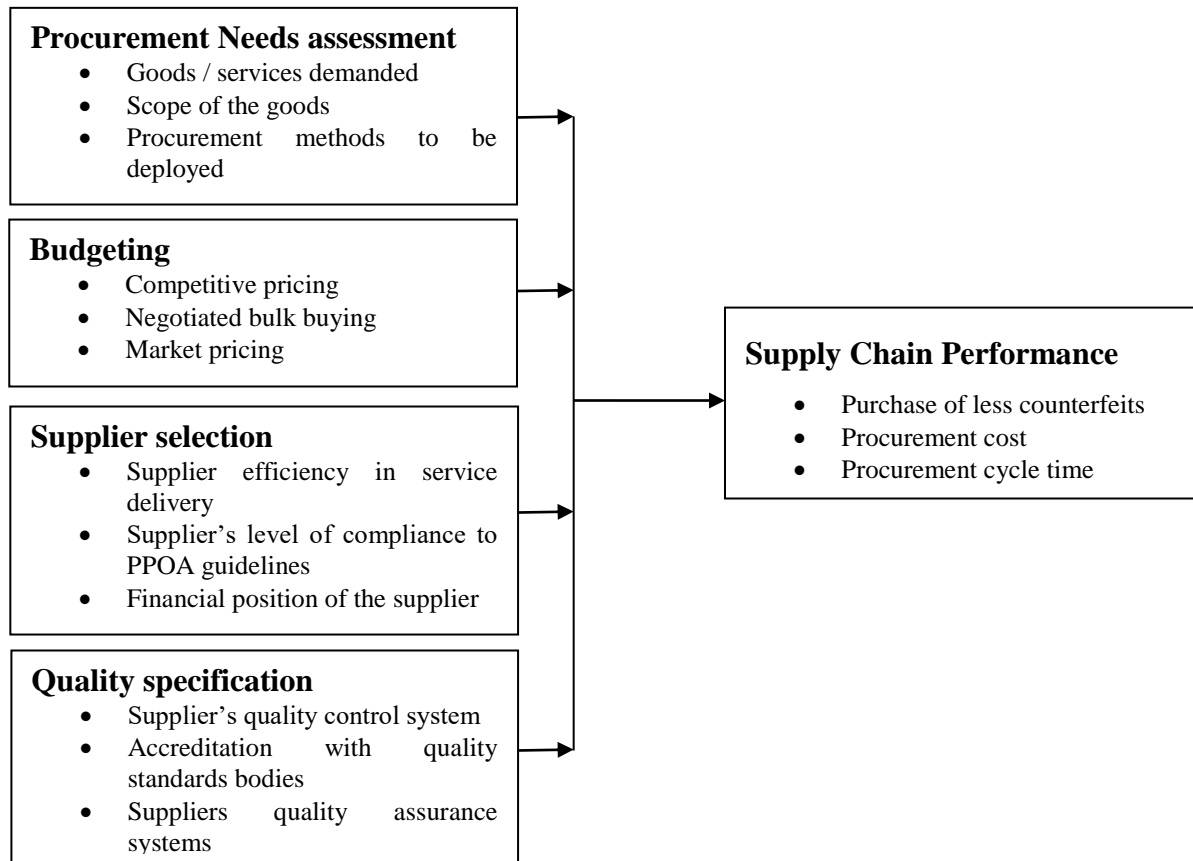 Procurement Needs assessment
• Goods / services demanded
• Scope of the goods
• Procurement methods to be
deployed
Budgeting
• Competitive pricing
• Negotiated bulk buying
• Market pricing
Supplier selection
• Supplier efficiency in service
delivery
• Supplier’s level of compliance to
PPOA guidelines
• Financial position of the supplier
Quality specification
• Supplier’s quality control system
• Accreditation with quality
standards bodies
• Suppliers quality assurance
systems
Supply Chain Performance
• Purchase of less counterfeits
• Procurement cost
• Procurement cycle time